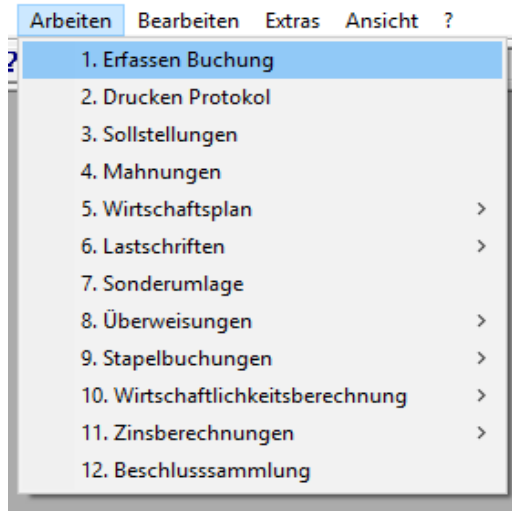 Arbeiten Bearbeiten Extras Ansicht ?
1. Erfassen Buchung
2. Drucken Protokol
3. Sollstellungen
4. Mahnungen
5. Wirtschaftsplan
6. Lastschriften
7. Sonderumlage
8. Überweisungen
9. Stapelbuchungen
10. Wirtschaftlichkeitsberechnung
11. Zinsberechnungen
12. Beschlusssammlung